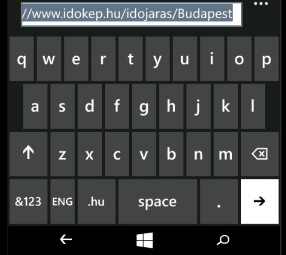 //www.idokep.hu/idojaras/Budapest
q w e r t y u i o p
a s d f g h j k l
z x c v b n m
&123 ENG .hu space .